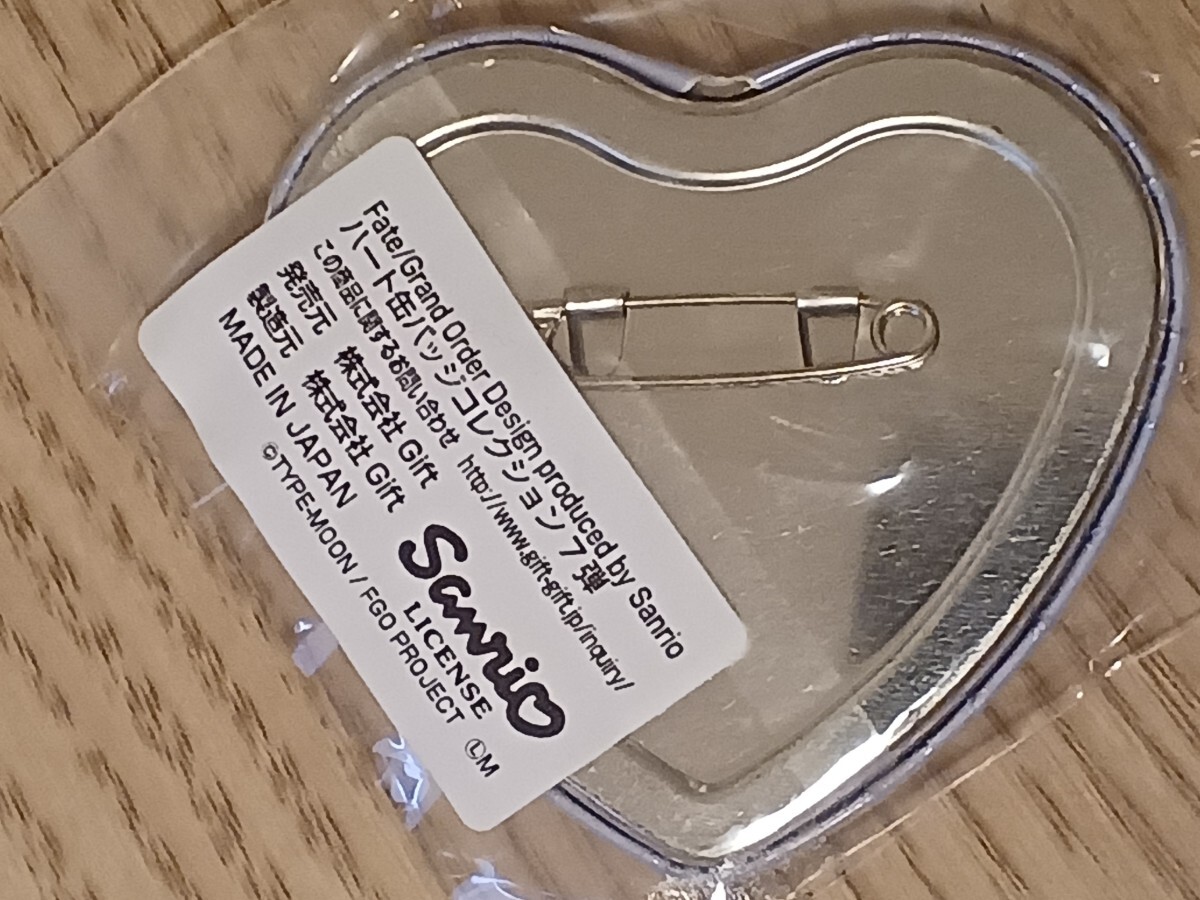 Fate/Grand Order Design produced by Sanrio
ハート缶バッジコレクション7弾
この商品に関するお問い合わせ http://www.gift-gift.jp/inquiry/
発売元 株式会社 Gift
製造元 株式会社 Gift
MADE IN JAPAN
Sanrio
LICENSE
©TYPE-MOON / FGO PROJECT ⓁM